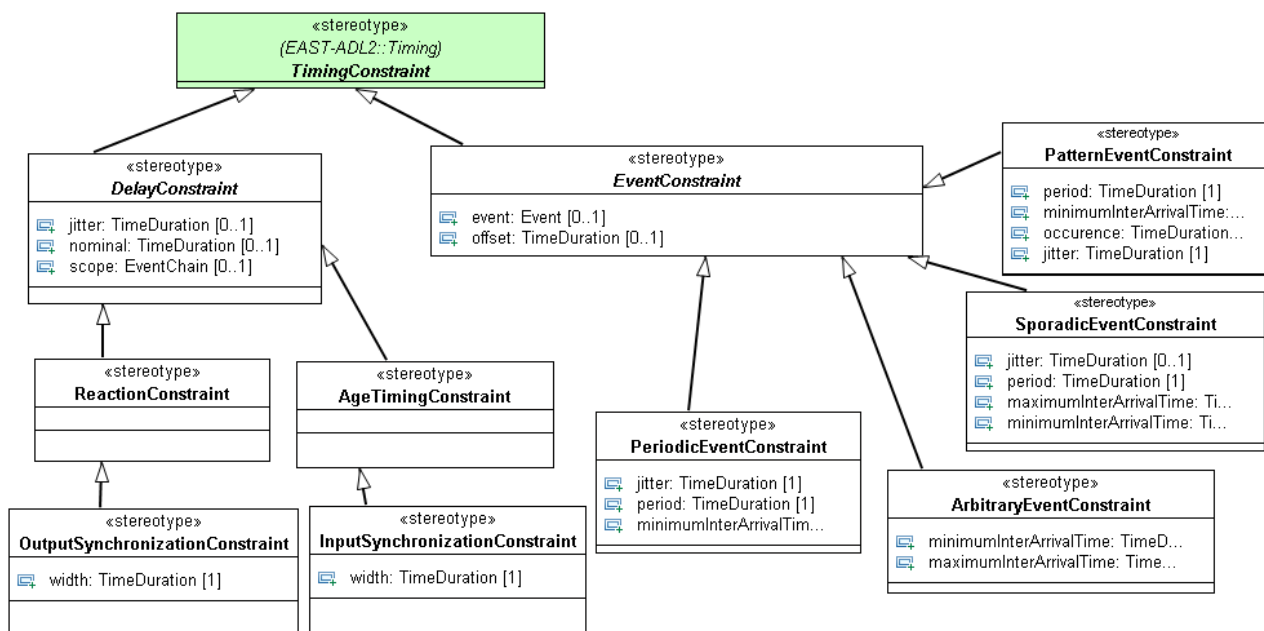 «stereotype»
(EAST-ADL2::Timing)
TimingConstraint
«stereotype»
DelayConstraint
jitter: TimeDuration [0..1]
nominal: TimeDuration [0..1]
scope: EventChain [0..1]
«stereotype»
EventConstraint
event: Event [0..1]
offset: TimeDuration [0..1]
«stereotype»
PatternEventConstraint
period: TimeDuration [1]
minimumInterArrivalTime:...
occurence: TimeDuration...
jitter: TimeDuration [1]
«stereotype»
SporadicEventConstraint
jitter: TimeDuration [0..1]
period: TimeDuration [1]
maximumInterArrivalTime: Ti...
minimumInterArrivalTime: Ti...
«stereotype»
ReactionConstraint
«stereotype»
AgeTimingConstraint
«stereotype»
PeriodicEventConstraint
jitter: TimeDuration [1]
period: TimeDuration [1]
minimumInterArrivalTim...
«stereotype»
ArbitraryEventConstraint
minimumInterArrivalTime: TimeD...
maximumInterArrivalTime: Time...
«stereotype»
OutputSynchronizationConstraint
width: TimeDuration [1]
«stereotype»
InputSynchronizationConstraint
width: TimeDuration [1]